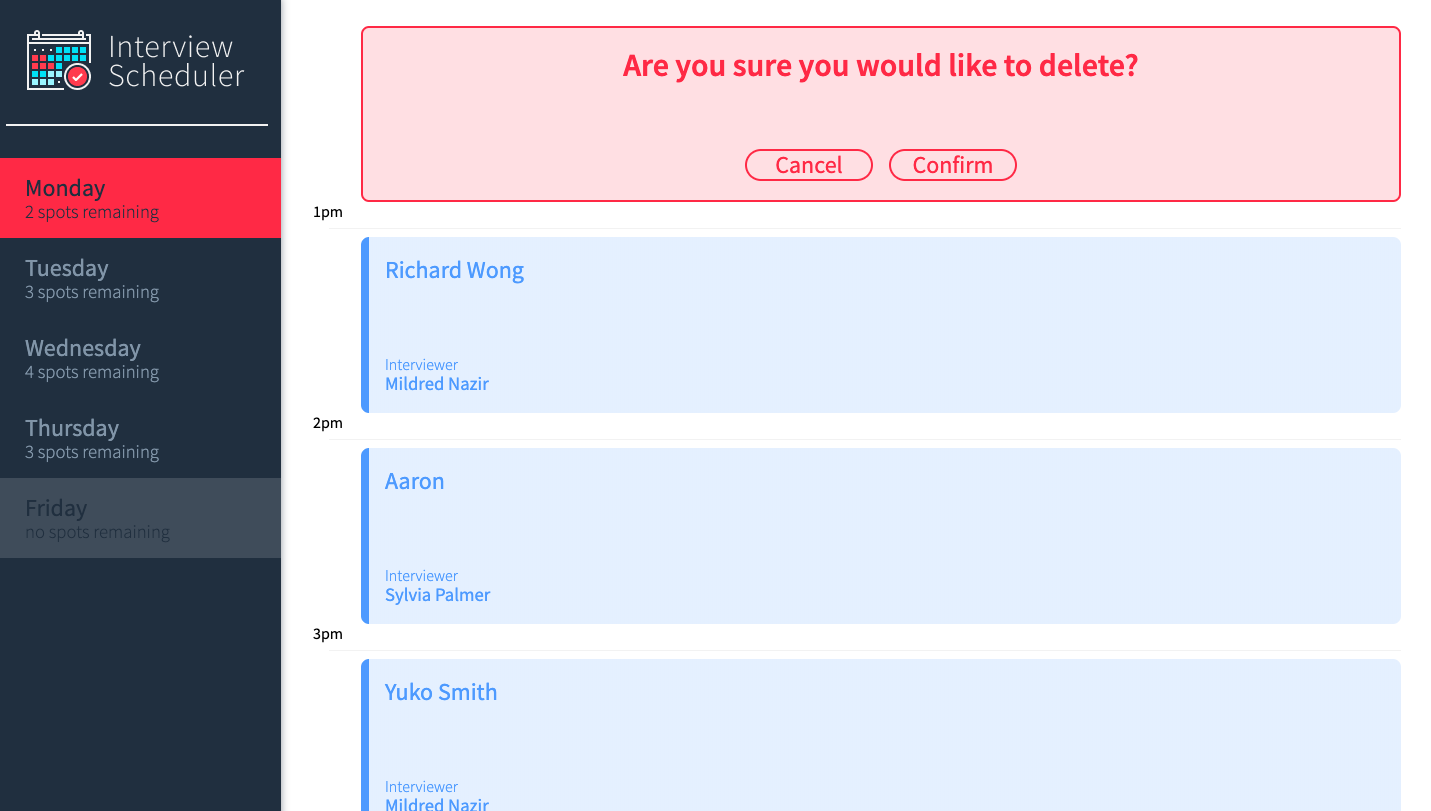 Interview
Scheduler
Monday
2 spots remaining
Tuesday
3 spots remaining
Wednesday
4 spots remaining
Thursday
3 spots remaining
Friday
no spots remaining
Are you sure you would like to delete?
Cancel Confirm
1pm
Richard Wong
Interviewer
Mildred Nazir
2pm
Aaron
Interviewer
Sylvia Palmer
3pm
Yuko Smith
Interviewer
Mildred Nazir